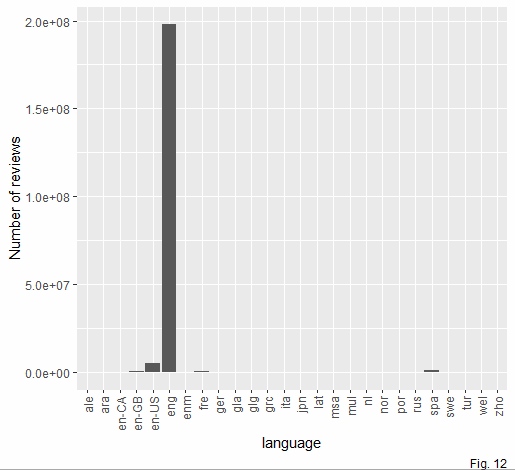 Number of reviews
2.0e+08
1.5e+08
1.0e+08
5.0e+07
0.0e+00
ale
ara
en-CA
en-GB
en-US
eng
enm
fre
ger
gla
glg
grc
ita
jpn
lat
msa
mul
nl
nor
por
rus
spa
swe
tur
wel
zho
language
Fig. 12